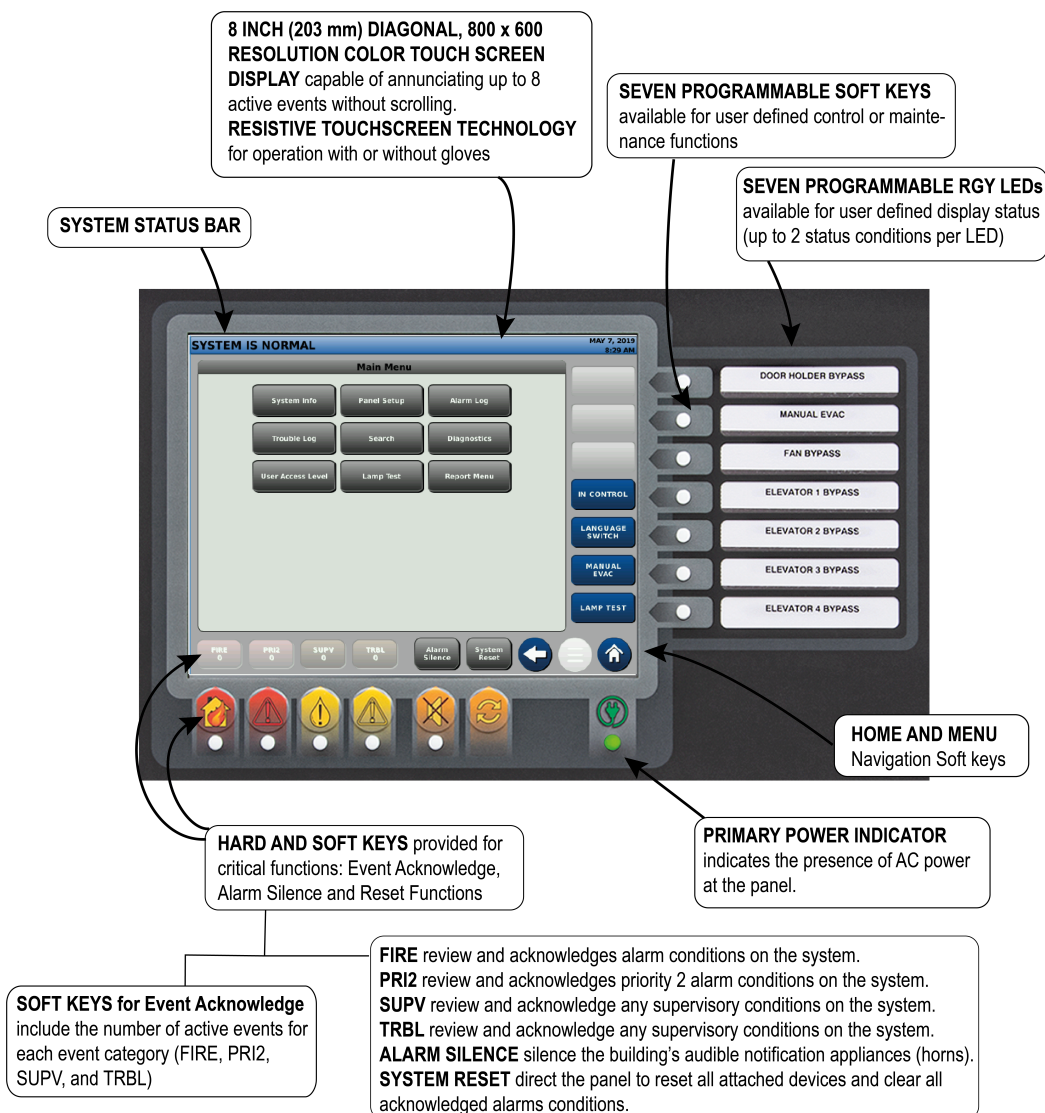 8 INCH (203 mm) DIAGONAL, 800 x 600
RESOLUTION COLOR TOUCH SCREEN
DISPLAY capable of annunciating up to 8
active events without scrolling.
RESISTIVE TOUCHSCREEN TECHNOLOGY
for operation with or without gloves
SEVEN PROGRAMMABLE SOFT KEYS
available for user defined control or mainte-
nance functions
SEVEN PROGRAMMABLE RGY LEDs
available for user defined display status
(up to 2 status conditions per LED)
SYSTEM STATUS BAR
SYSTEM IS NORMAL
MAY 7, 2019
8:29 AM
Main Menu
System Info
Panel Setup
Alarm Log
Trouble Log
Search
Diagnostics
User Access Level
Lamp Test
Report Menu
IN CONTROL
LANGUAGE
SWITCH
MANUAL
EVAC
LAMP TEST
DOOR HOLDER BYPASS
MANUAL EVAC
FAN BYPASS
ELEVATOR 1 BYPASS
ELEVATOR 2 BYPASS
ELEVATOR 3 BYPASS
ELEVATOR 4 BYPASS
FIRE
0
PRI2
0
SUPV
0
TRBL
0
Alarm
Silence
System
Reset
HOME AND MENU
Navigation Soft keys
HARD AND SOFT KEYS provided for
critical functions: Event Acknowledge,
Alarm Silence and Reset Functions
PRIMARY POWER INDICATOR
indicates the presence of AC power
at the panel.
SOFT KEYS for Event Acknowledge
include the number of active events for
each event category (FIRE, PRI2,
SUPV, and TRBL)
FIRE review and acknowledges alarm conditions on the system.
PRI2 review and acknowledges priority 2 alarm conditions on the system.
SUPV review and acknowledge any supervisory conditions on the system.
TRBL review and acknowledge any supervisory conditions on the system.
ALARM SILENCE silence the building's audible notification appliances (horns).
SYSTEM RESET direct the panel to reset all attached devices and clear all
acknowledged alarms conditions.